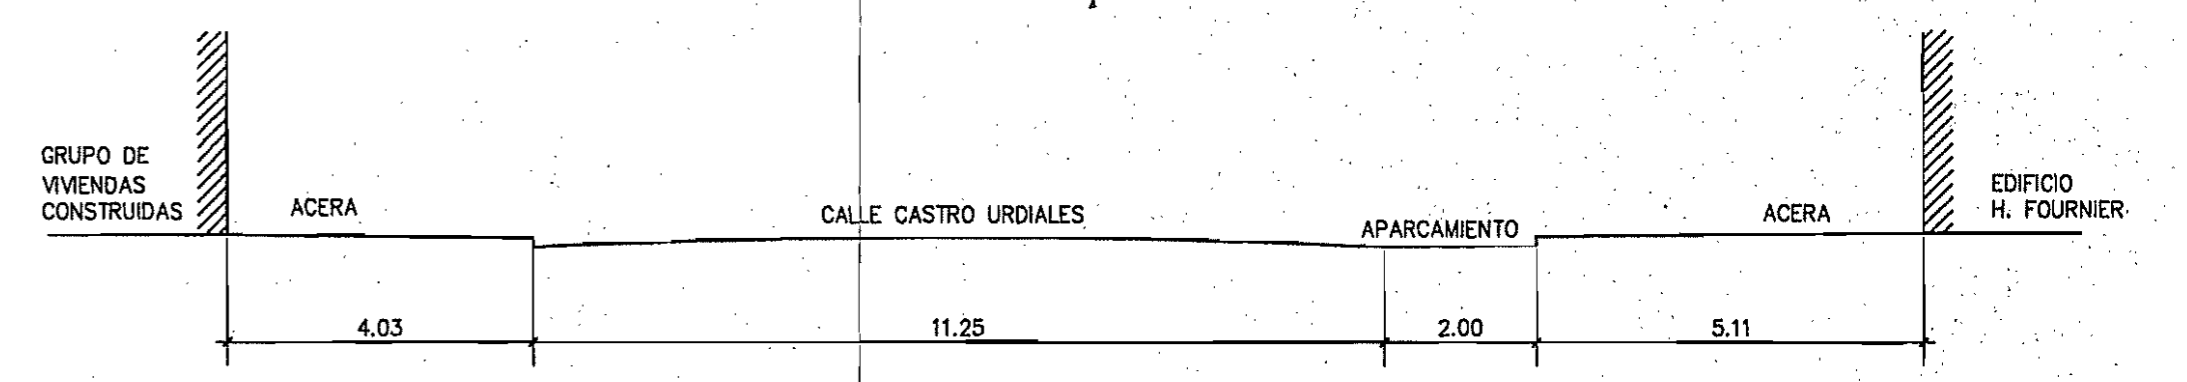 GRUPO DE
VIVIENDAS
CONSTRUIDAS
ACERA
CALLE CASTRO URDIALES
APARCAMIENTO
ACERA
EDIFICIO
H. FOURNIER
4.03
11.25
2.00
5.11